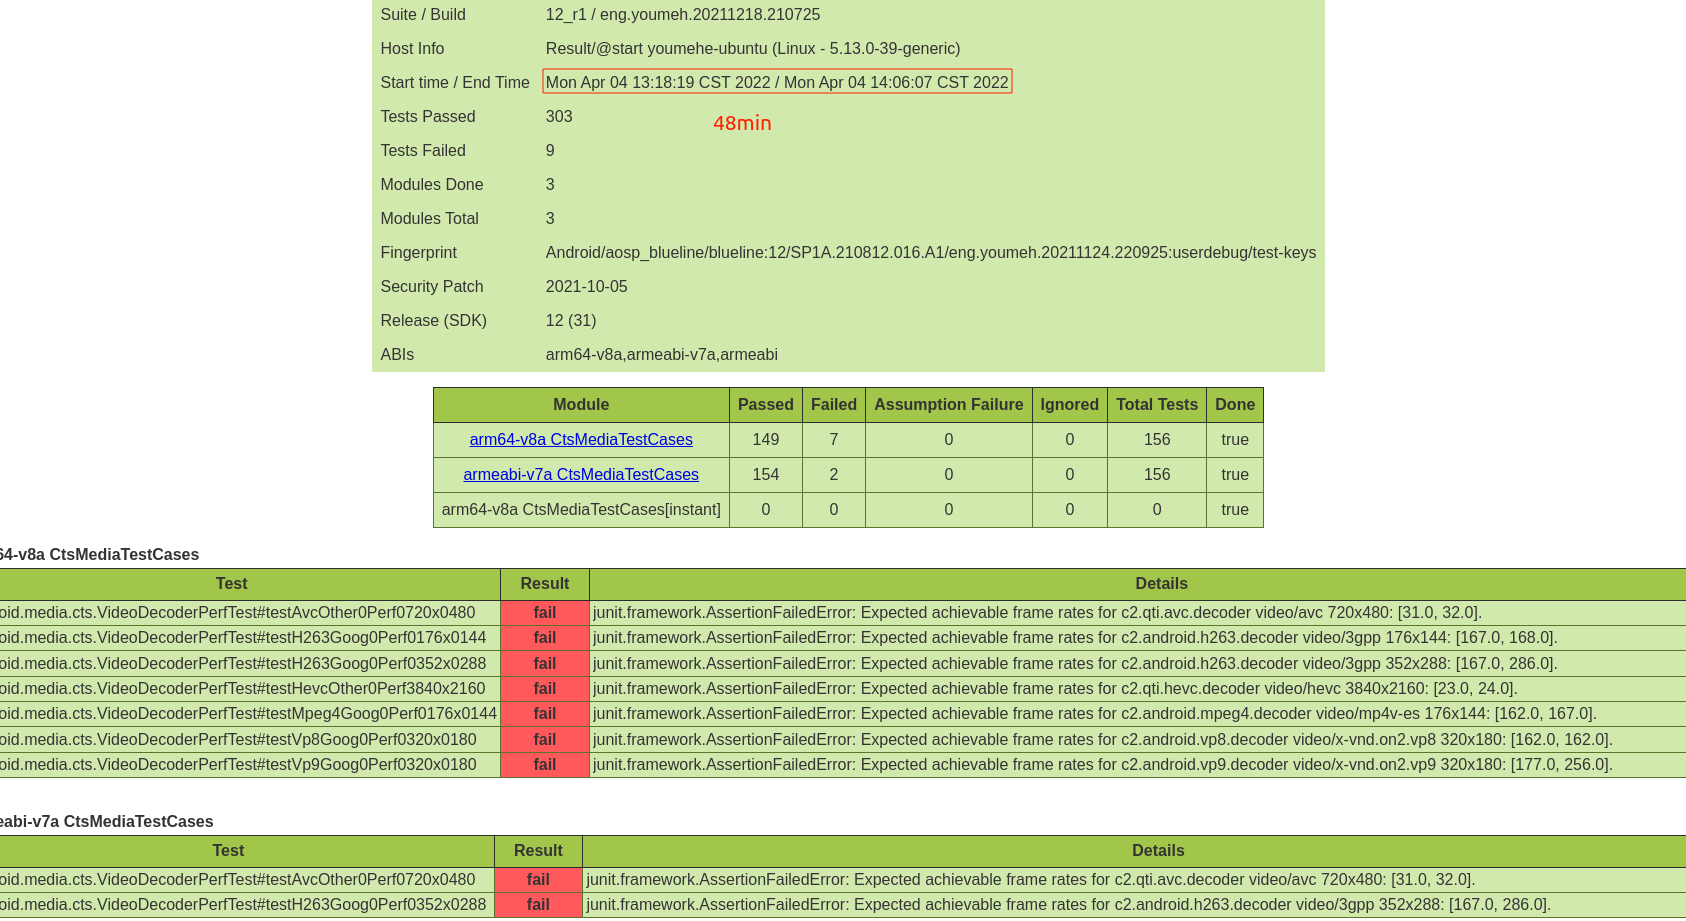 Suite / Build 12_r1 / eng.youmeh.20211218.210725
Host Info Result/@start youmehe-ubuntu (Linux - 5.13.0-39-generic)
Start time / End Time Mon Apr 04 13:18:19 CST 2022 / Mon Apr 04 14:06:07 CST 2022
Tests Passed 303
48min
Tests Failed 9
Modules Done 3
Modules Total 3
Fingerprint Android/aosp_blueline/blueline:12/SP1A.210812.016.A1/eng.youmeh.20211124.220925:userdebug/test-keys
Security Patch 2021-10-05
Release (SDK) 12 (31)
ABIs arm64-v8a,armeabi-v7a,armeabi
Module Passed Failed Assumption Failure Ignored Total Tests Done
arm64-v8a CtsMediaTestCases 149 7 0 0 156 true
armeabi-v7a CtsMediaTestCases 154 2 0 0 156 true
arm64-v8a CtsMediaTestCases[instant] 0 0 0 0 0 true
64-v8a CtsMediaTestCases
Test Result Details
oid.media.cts.VideoDecoderPerfTest#testAvcOther0Perf0720x0480 fail junit.framework.AssertionFailedError: Expected achievable frame rates for c2.qti.avc.decoder video/avc 720x480: [31.0, 32.0].
oid.media.cts.VideoDecoderPerfTest#testH263Goog0Perf0176x0144 fail junit.framework.AssertionFailedError: Expected achievable frame rates for c2.android.h263.decoder video/3gpp 176x144: [167.0, 168.0].
oid.media.cts.VideoDecoderPerfTest#testH263Goog0Perf0352x0288 fail junit.framework.AssertionFailedError: Expected achievable frame rates for c2.android.h263.decoder video/3gpp 352x288: [167.0, 286.0].
oid.media.cts.VideoDecoderPerfTest#testHevcOther0Perf3840x2160 fail junit.framework.AssertionFailedError: Expected achievable frame rates for c2.qti.hevc.decoder video/hevc 3840x2160: [23.0, 24.0].
oid.media.cts.VideoDecoderPerfTest#testMpeg4Goog0Perf0176x0144 fail junit.framework.AssertionFailedError: Expected achievable frame rates for c2.android.mpeg4.decoder video/mp4v-es 176x144: [162.0, 167.0].
oid.media.cts.VideoDecoderPerfTest#testVp8Goog0Perf0320x0180 fail junit.framework.AssertionFailedError: Expected achievable frame rates for c2.android.vp8.decoder video/x-vnd.on2.vp8 320x180: [162.0, 162.0].
oid.media.cts.VideoDecoderPerfTest#testVp9Goog0Perf0320x0180 fail junit.framework.AssertionFailedError: Expected achievable frame rates for c2.android.vp9.decoder video/x-vnd.on2.vp9 320x180: [177.0, 256.0].
eabi-v7a CtsMediaTestCases
Test Result Details
oid.media.cts.VideoDecoderPerfTest#testAvcOther0Perf0720x0480 fail junit.framework.AssertionFailedError: Expected achievable frame rates for c2.qti.avc.decoder video/avc 720x480: [31.0, 32.0].
oid.media.cts.VideoDecoderPerfTest#testH263Goog0Perf0352x0288 fail junit.framework.AssertionFailedError: Expected achievable frame rates for c2.android.h263.decoder video/3gpp 352x288: [167.0, 286.0].